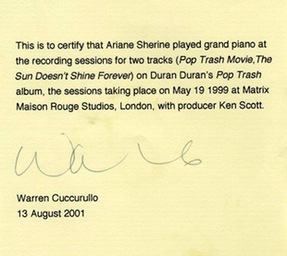 This is to certify that Ariane Sherine played grand piano at
the recording sessions for two tracks (Pop Trash Movie,The
Sun Doesn't Shine Forever) on Duran Duran's Pop Trash
album, the sessions taking place on May 19 1999 at Matrix
Maison Rouge Studios, London, with producer Ken Scott.
Warren Cuccurullo
13 August 2001